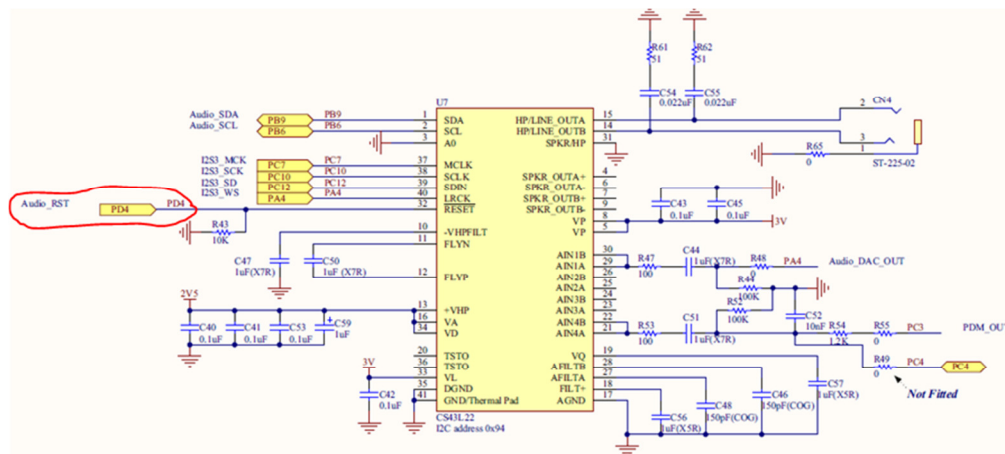 R61
51
R62
51
C54
0.022uF
C55
0.022uF
U7
Audio_SDA PB9 PB6 PB9 1 SDA
Audio_SCL PB6 PB6 2 SCL
3 A0
I2S3_MCK PC7 PC7 37 MCLK
I2S3_SCK PC10 PC10 38 SCLK
I2S3_SD PC12 PC12 39 SDIN
I2S3_WS PA4 PA4 40 LRCK
Audio_RST PD4 PD4 32 RESET
R43
10K
10 -VHPFILT
11 FLYN
C47
1uF(X7R)
C50
1uF(X7R)
12 FLYP
2V5
13 +VHP
16 VA
34 VD
C40
0.1uF
C41
0.1uF
C53
0.1uF
C59
1uF
+
20 TSTO
36 TSTO
3V
33 VL
35 DGND
41 GND/Thermal Pad
C42
0.1uF
CS43L22
I2C address 0x94
HP/LINE_OUTA 15
HP/LINE_OUTB 14
SPKR/HP 31
SPKR_OUTA+ 4
SPKR_OUTA- 6
SPKR_OUTB+ 7
SPKR_OUTB- 9
VP 8
VP 5
AIN1B 30
AIN1A 29
AIN2B 26
AIN2A 25
AIN3B 24
AIN3A 23
AIN4B 22
AIN4A 21
VQ 19
AFILTB 28
AFILTA 27
FILT+ 18
AGND 17
2
CN4
3
1
R65
0
ST-225-02
C43
0.1uF
C45
0.1uF
3V
R47
100
C44
1uF(X7R)
R48
0
PA4
Audio_DAC_OUT
R44
100K
R52
100K
R53
100
C51
1uF(X7R)
C52
10nF
R54
1.2K
R55
0
PC3
PDM_OU
R49
0
PC4
PC4
Not Fitted
C56
1uF(X5R)
C48
150pF(COG)
C46
150pF(COG)
C57
1uF(X5R)